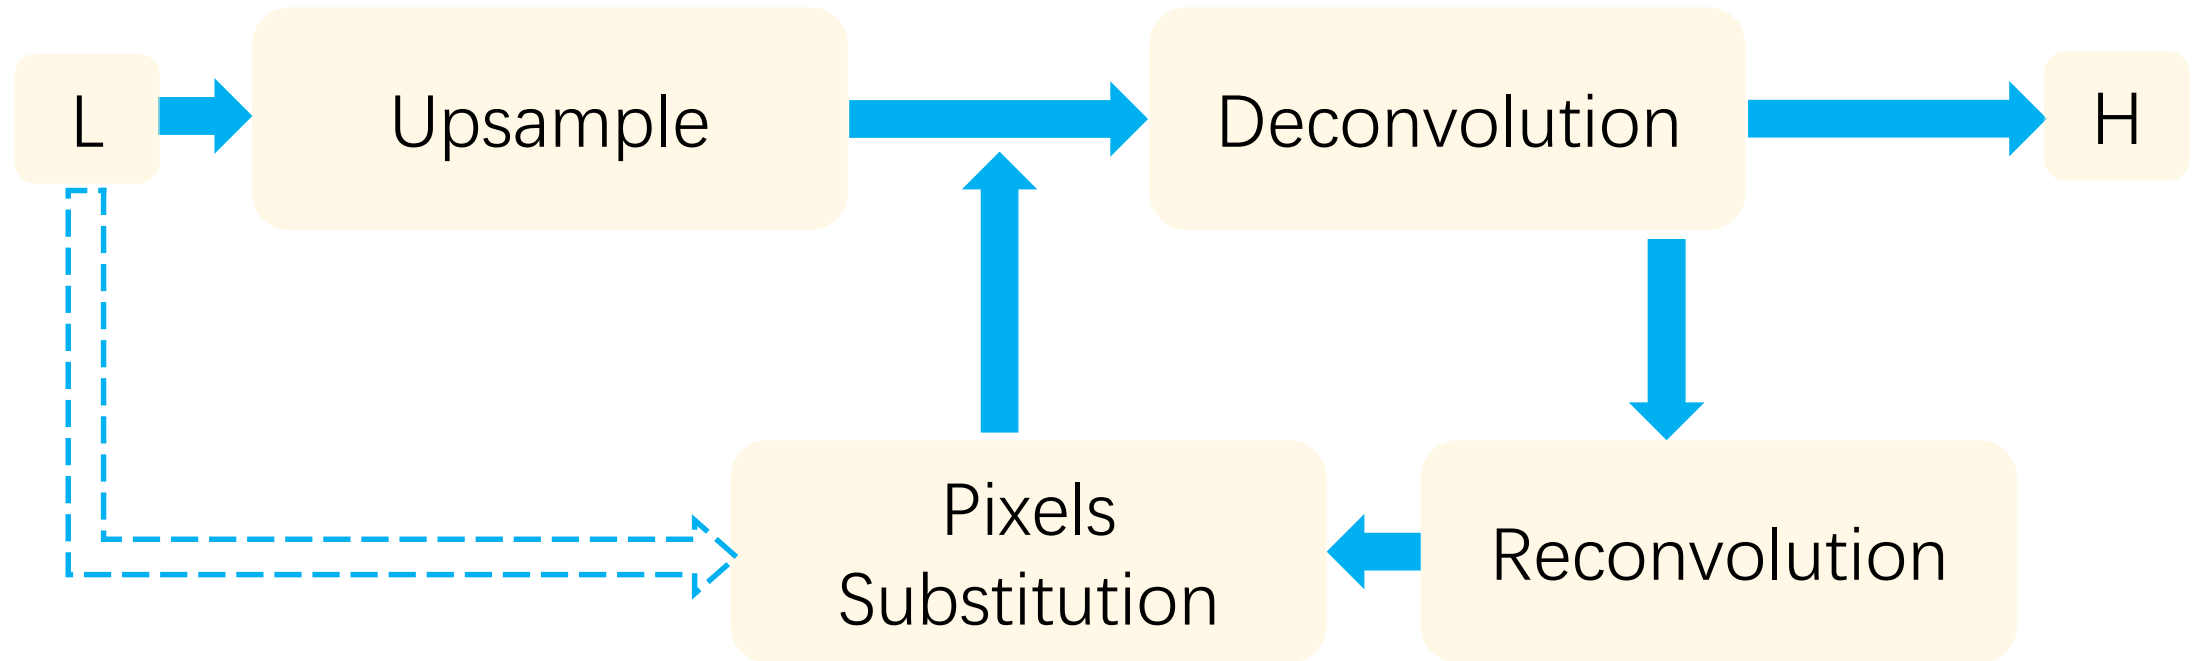 L
Upsample
Deconvolution
H
Pixels
Substitution
Reconvolution